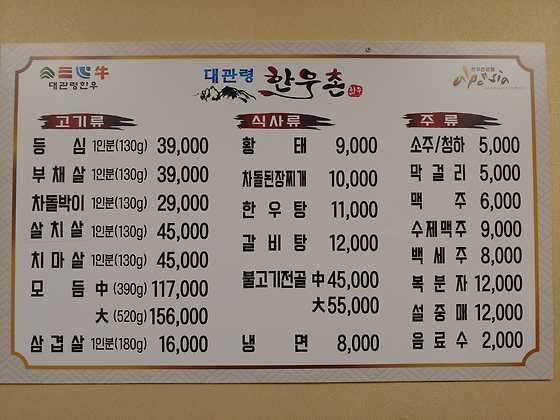 대관령한우
대관령 한우촌
한우
고기류
등심 1인분(130g) 39,000
부채살 1인분(130g) 39,000
차돌박이 1인분(130g) 29,000
살치살 1인분(130g) 45,000
치마살 1인분(130g) 45,000
모듬 中 (390g) 117,000
大 (520g) 156,000
삼겹살 1인분(180g) 16,000
식사류
황태 9,000
차돌된장찌개 10,000
한우탕 11,000
갈비탕 12,000
불고기전골 中 45,000
大 55,000
냉면 8,000
주류
소주/청하 5,000
막걸리 5,000
맥주 6,000
수제맥주 9,000
백세주 8,000
복분자 12,000
설중매 12,000
음료수 2,000